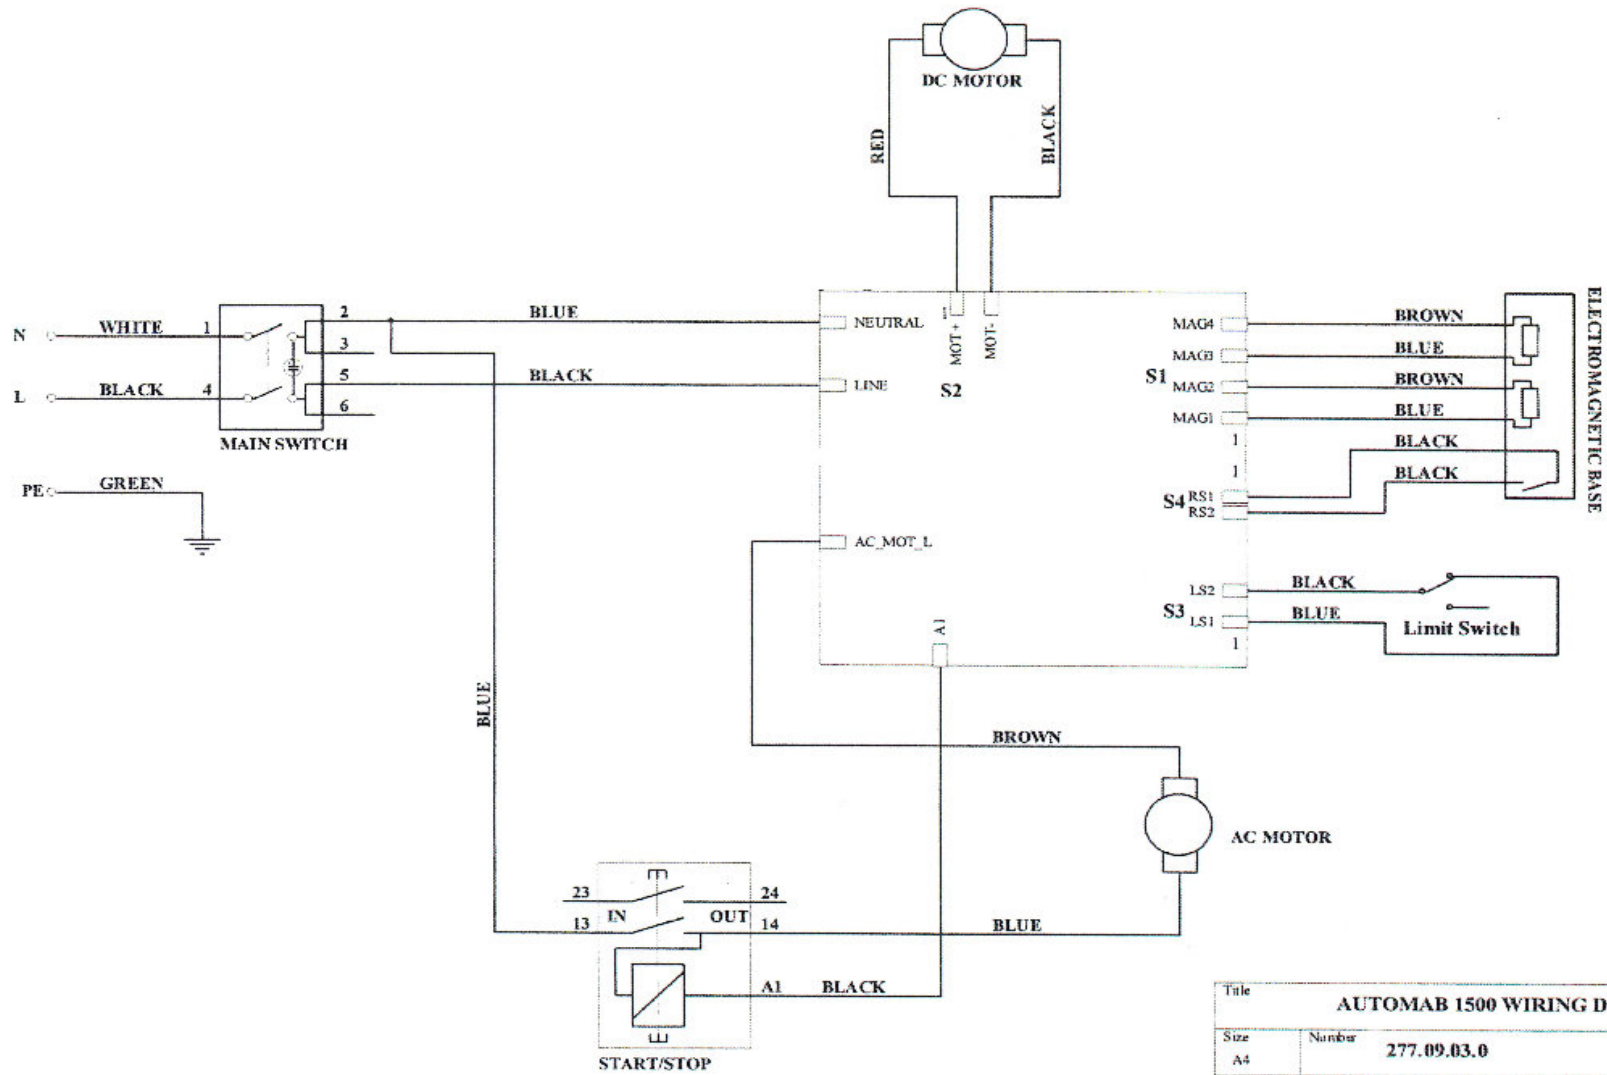 DC MOTOR
RED
BLACK
N
WHITE
1
2
BLUE
3
L
BLACK
4
5
BLACK
6
MAIN SWITCH
PE
GREEN
NEUTRAL
LINE
1
MOT+
MOT-
S2
S1
MAG4
BROWN
MAG3
BLUE
MAG2
BROWN
MAG1
BLUE
1
1
BLACK
BLACK
S4
RS1
RS2
ELECTROMAGNETIC BASE
AC_MOT_L
A1
S3
LS2
BLACK
LS1
BLUE
1
Limit Switch
BLUE
BROWN
AC MOTOR
23
24
IN
OUT
13
14
BLUE
A1
BLACK
START/STOP
Title
AUTOMAB 1500 WIRING D
Size
A4
Number
277.09.03.0